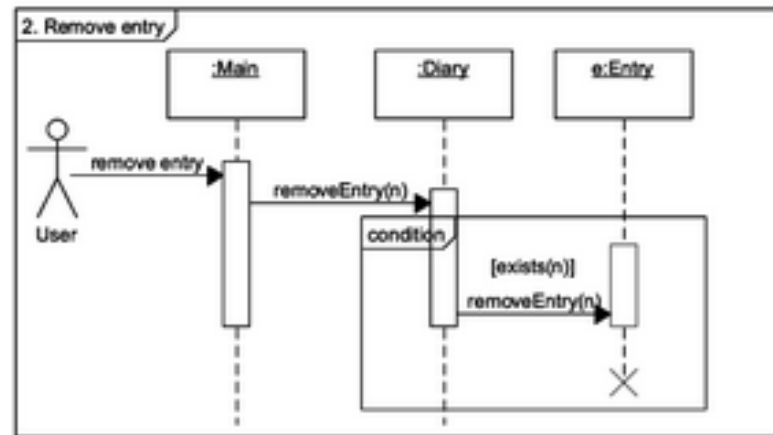 2. Remove entry
:Main
:Diary
e:Entry
remove entry
removeEntry(n)
User
condition
[exists(n)]
removeEntry(n)